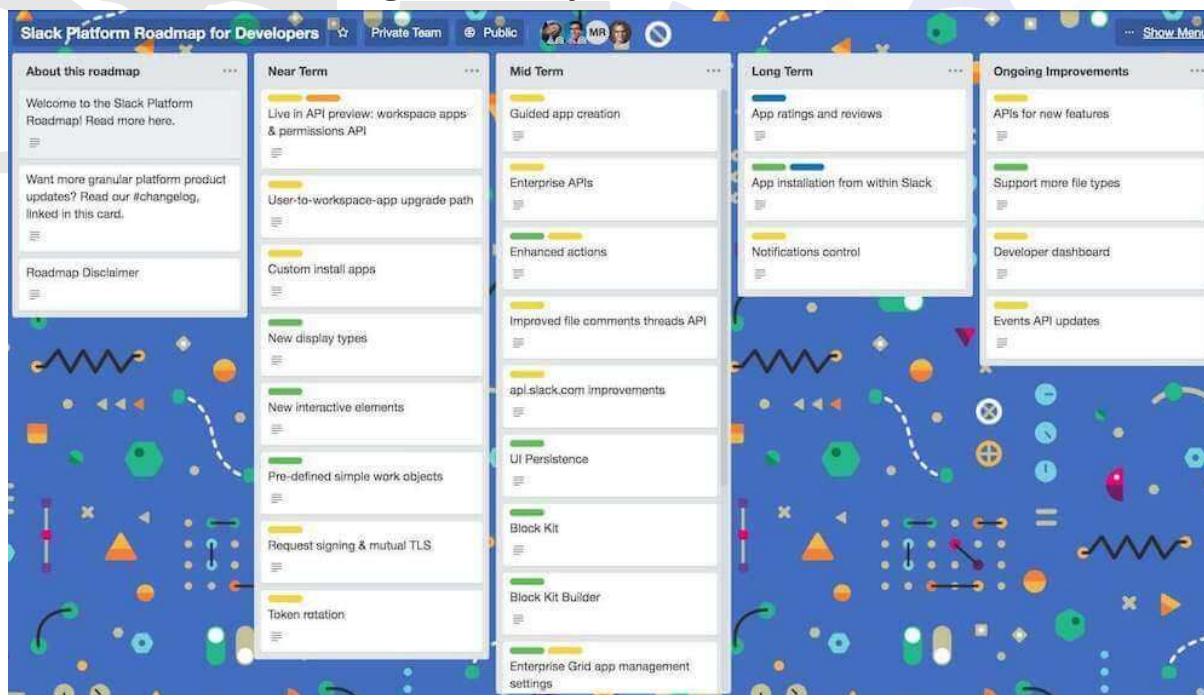 Slack Platform Roadmap for Developers
Private Team
Public
MR
... Show Menu
About this roadmap
Welcome to the Slack Platform
Roadmap! Read more here.
Want more granular platform product
updates? Read our #changelog,
linked in this card.
Roadmap Disclaimer
Near Term
Live in API preview: workspace apps
& permissions API
User-to-workspace-app upgrade path
Custom install apps
New display types
New interactive elements
Pre-defined simple work objects
Request signing & mutual TLS
Token rotation
Mid Term
Guided app creation
Enterprise APIs
Enhanced actions
Improved file comments threads API
api.slack.com improvements
UI Persistence
Block Kit
Block Kit Builder
Enterprise Grid app management
settings
Long Term
App ratings and reviews
App installation from within Slack
Notifications control
Ongoing Improvements
APIs for new features
Support more file types
Developer dashboard
Events API updates